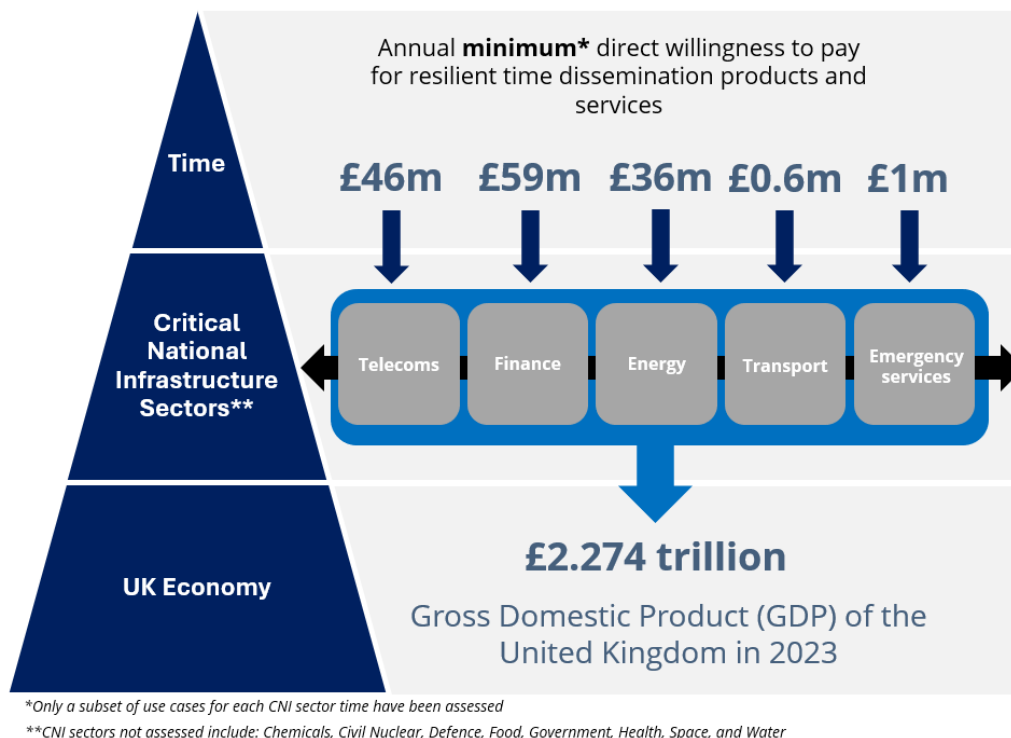 Annual minimum* direct willingness to pay
for resilient time dissemination products and
services
Time
£46m £59m £36m £0.6m £1m
Critical
National
Infrastructure
Sectors**
Telecoms
Finance
Energy
Transport
Emergency
services
UK Economy
£2.274 trillion
Gross Domestic Product (GDP) of the
United Kingdom in 2023
*Only a subset of use cases for each CNI sector time have been assessed
**CNI sectors not assessed include: Chemicals, Civil Nuclear, Defence, Food, Government, Health, Space, and Water